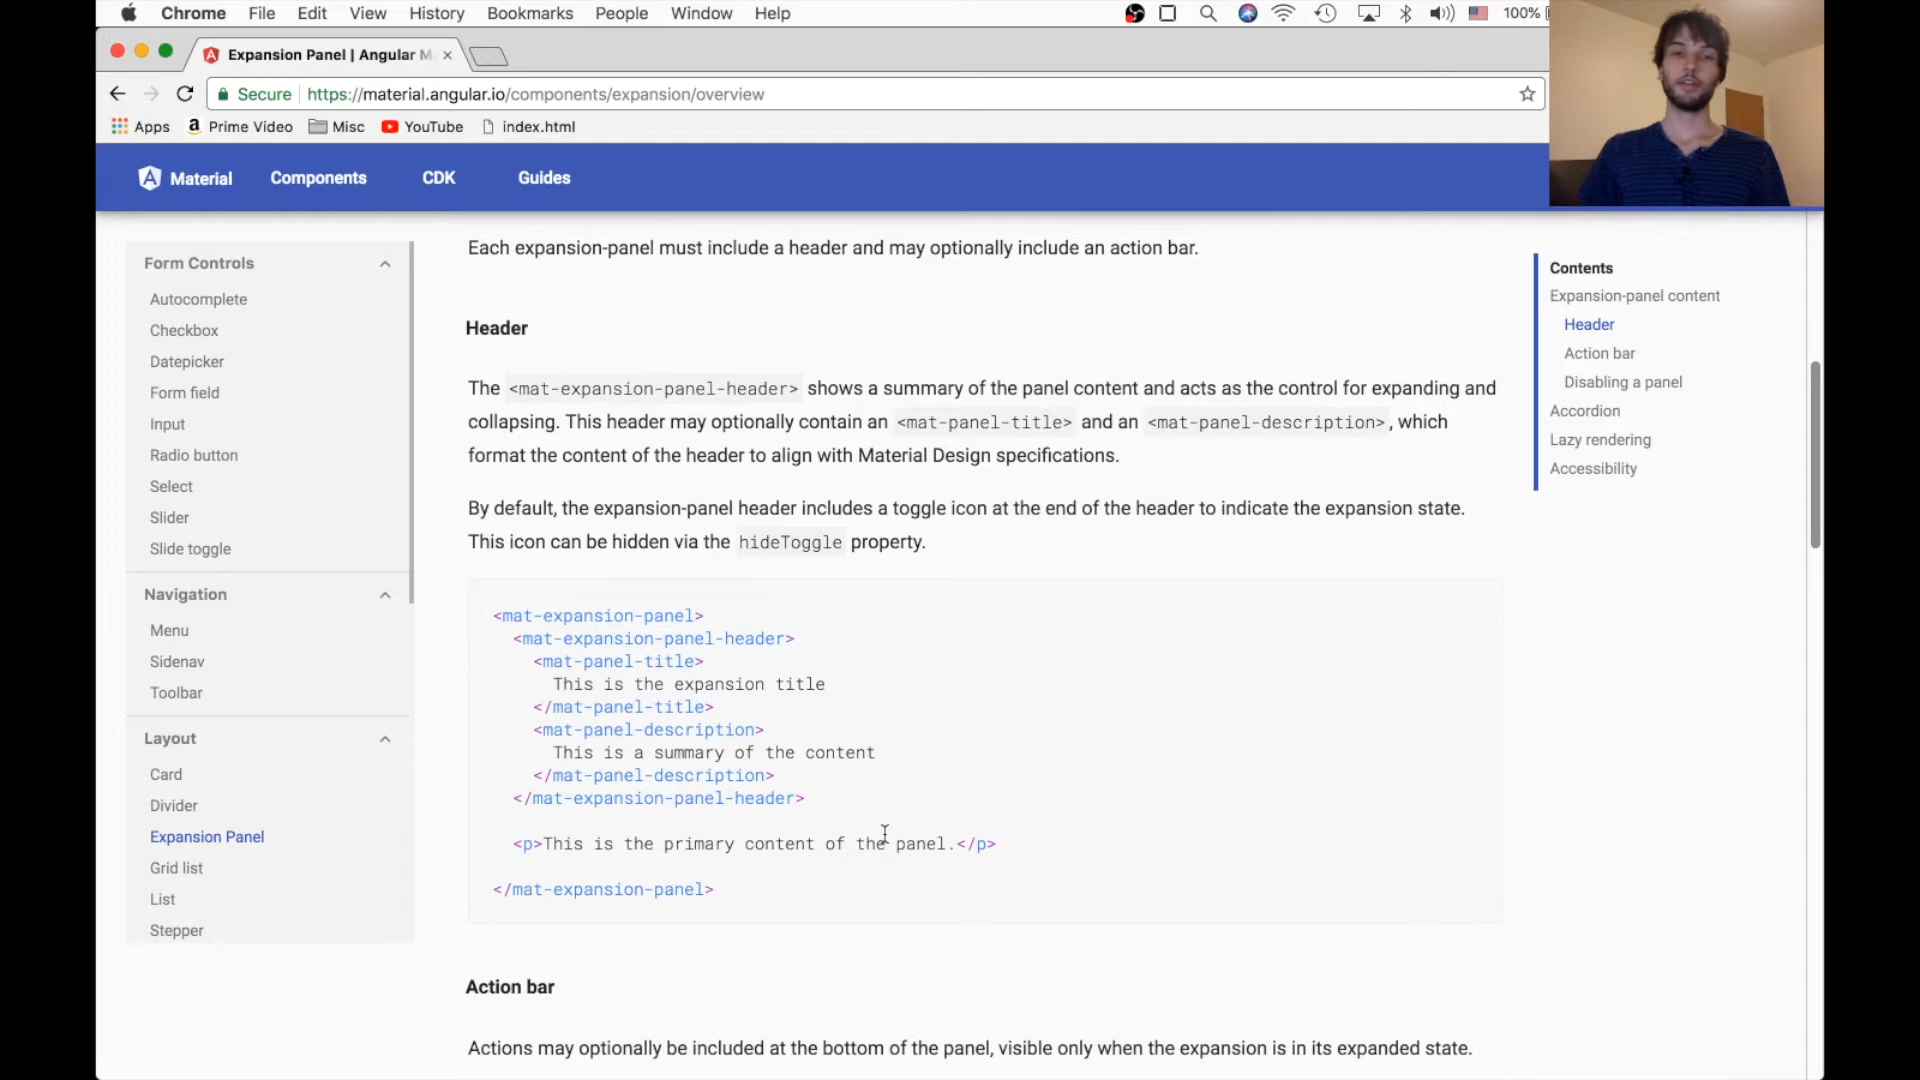 Chrome File Edit View History Bookmarks People Window Help 100%
Expansion Panel | Angular M
Secure https://material.angular.io/components/expansion/overview
Apps Prime Video Misc YouTube index.html
Material Components CDK Guides
Form Controls
Autocomplete
Checkbox
Datepicker
Form field
Input
Radio button
Select
Slider
Slide toggle
Navigation
Menu
Sidenav
Toolbar
Layout
Card
Divider
Expansion Panel
Grid list
List
Stepper
Each expansion-panel must include a header and may optionally include an action bar.
Header
The <mat-expansion-panel-header> shows a summary of the panel content and acts as the control for expanding and
collapsing. This header may optionally contain an <mat-panel-title> and an <mat-panel-description>, which
format the content of the header to align with Material Design specifications.
By default, the expansion-panel header includes a toggle icon at the end of the header to indicate the expansion state.
This icon can be hidden via the hideToggle property.
<mat-expansion-panel>
<mat-expansion-panel-header>
<mat-panel-title>
This is the expansion title
</mat-panel-title>
<mat-panel-description>
This is a summary of the content
</mat-panel-description>
</mat-expansion-panel-header>
<p>This is the primary content of the panel.</p>
</mat-expansion-panel>
Action bar
Actions may optionally be included at the bottom of the panel, visible only when the expansion is in its expanded state.
Contents
Expansion-panel content
Header
Action bar
Disabling a panel
Accordion
Lazy rendering
Accessibility